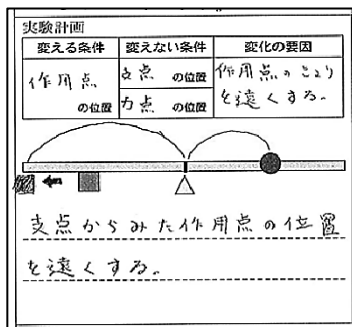 実験計画
変える条件 変えない条件 変化の要因
作用点 の位置
支点 の位置
力点 の位置
作用点のきょり
を遠くする。
支点からみた作用点の位置
を遠くする。